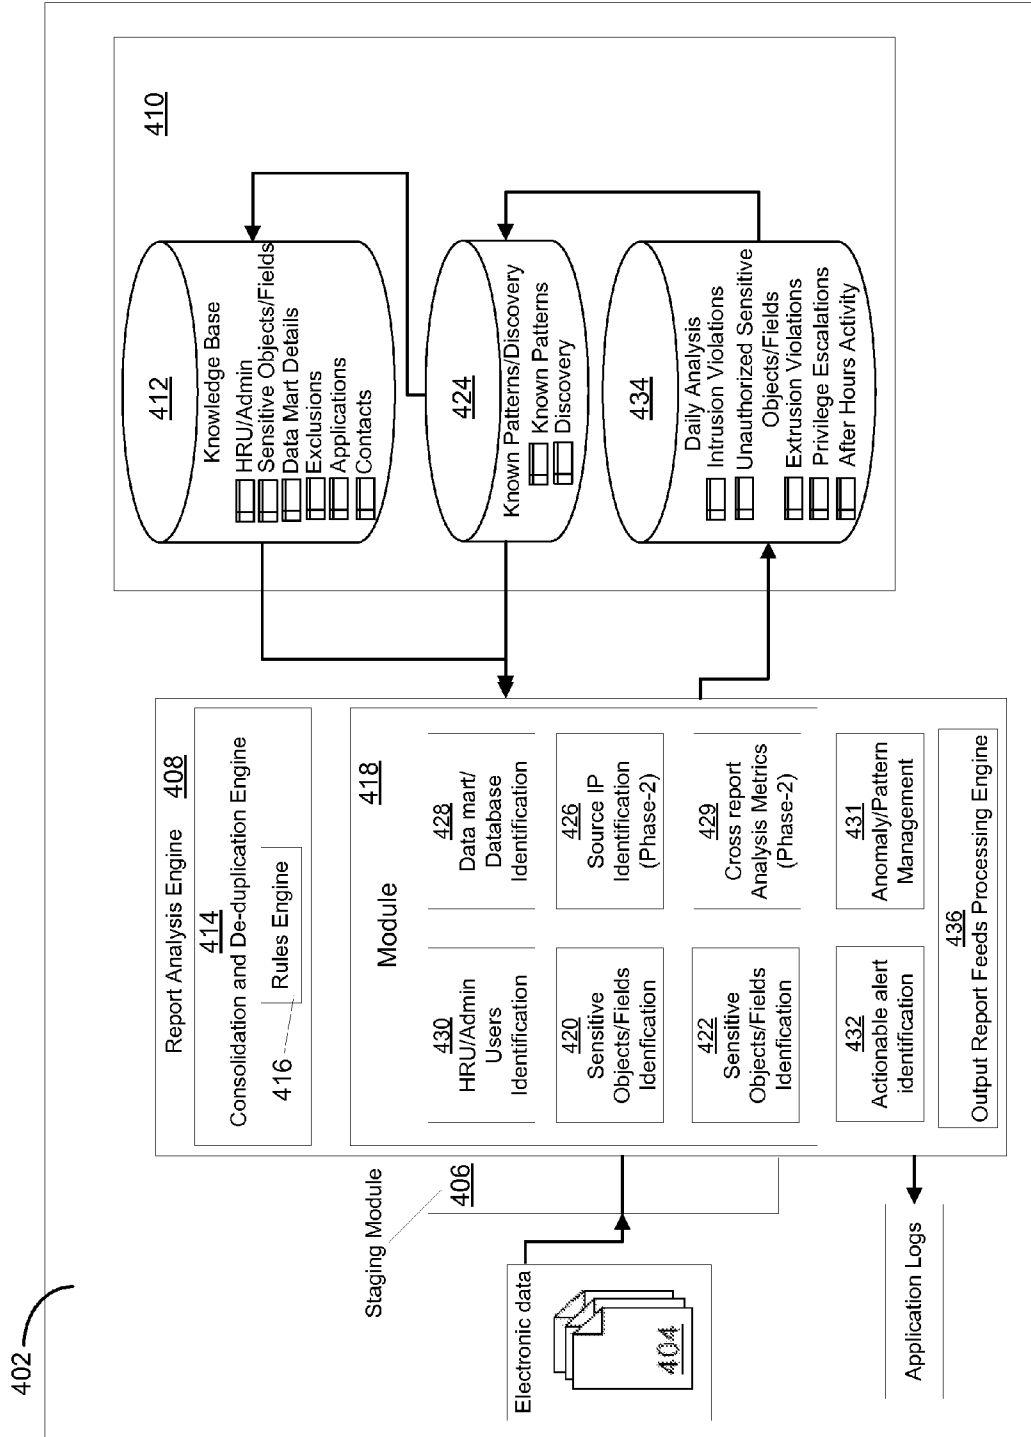 402
Electronic data
404
Staging Module
406
Application Logs
Report Analysis Engine 408
414
Consolidation and De-duplication Engine
Rules Engine
416
Module
418
430
HRU/Admin
Users
Identification
428
Data mart/
Database
Identification
420
Sensitive
Objects/Fields
Idenfication
426
Source IP
Identification
(Phase-2)
422
Sensitive
Objects/Fields
Idenfication
429
Cross report
Analysis Metrics
(Phase-2)
432
Actionable alert
identification
431
Anomaly/Pattern
Management
436
Output Report Feeds Processing Engine
410
412
Knowledge Base
HRU/Admin
Sensitive Objects/Fields
Data Mart Details
Exclusions
Applications
Contacts
424
Known Patterns/Discovery
Known Patterns
Discovery
434
Daily Analysis
Intrusion Violations
Unauthorized Sensitive
Objects/Fields
Extrusion Violations
Privilege Escalations
After Hours Activity